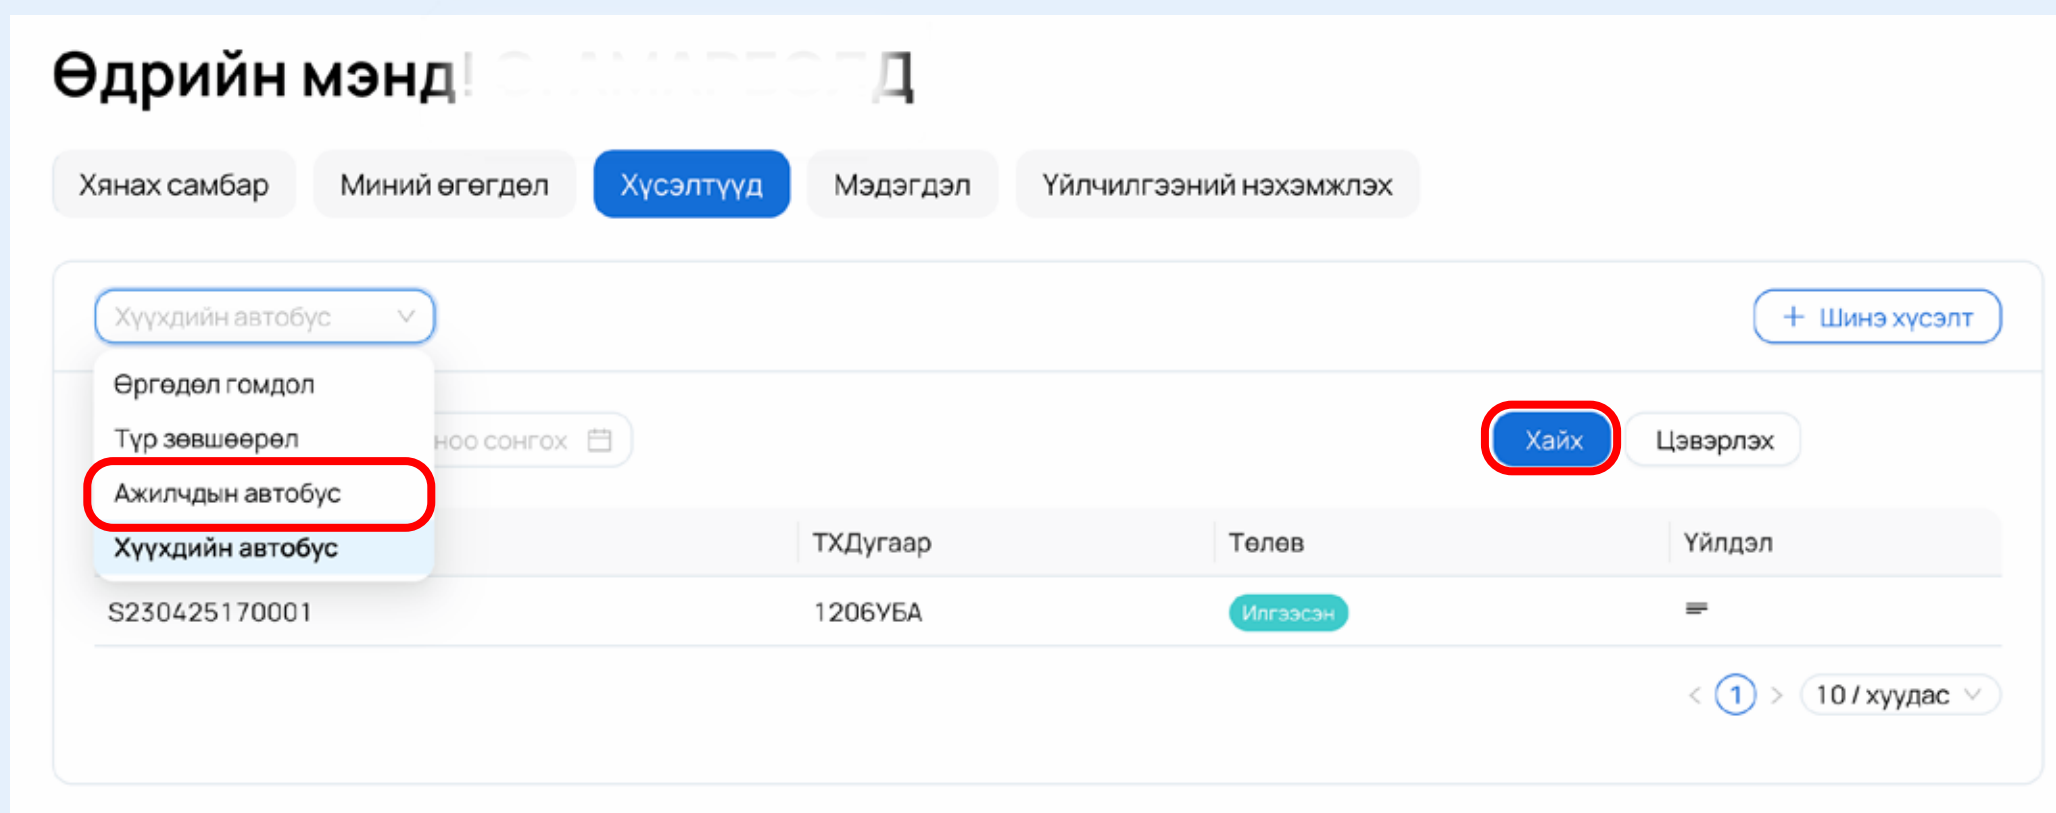 Өдрийн мэнд!
Хянах самбар Миний өгөгдөл Хүсэлтүүд Мэдэгдэл Үйлчилгээний нэхэмжлэх
Хүүхдийн автобус + Шинэ хүсэлт
Өргөдөл гомдол
Түр зөвшөөрөл сонгох Хайх Цэвэрлэх
Ажилчдын автобус
Хүүхдийн автобус ТХДугаар Төлөв Үйлдэл
S230425170001 1206УБА Илгээсэн
< 1 > 10 / хуудас